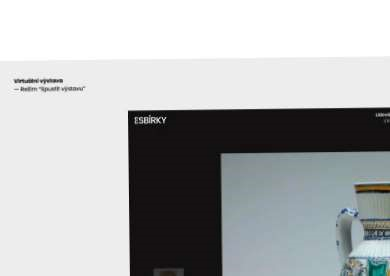 Virtuální výstava
— Režim "Spustit výstavu"
ESBÍRKY